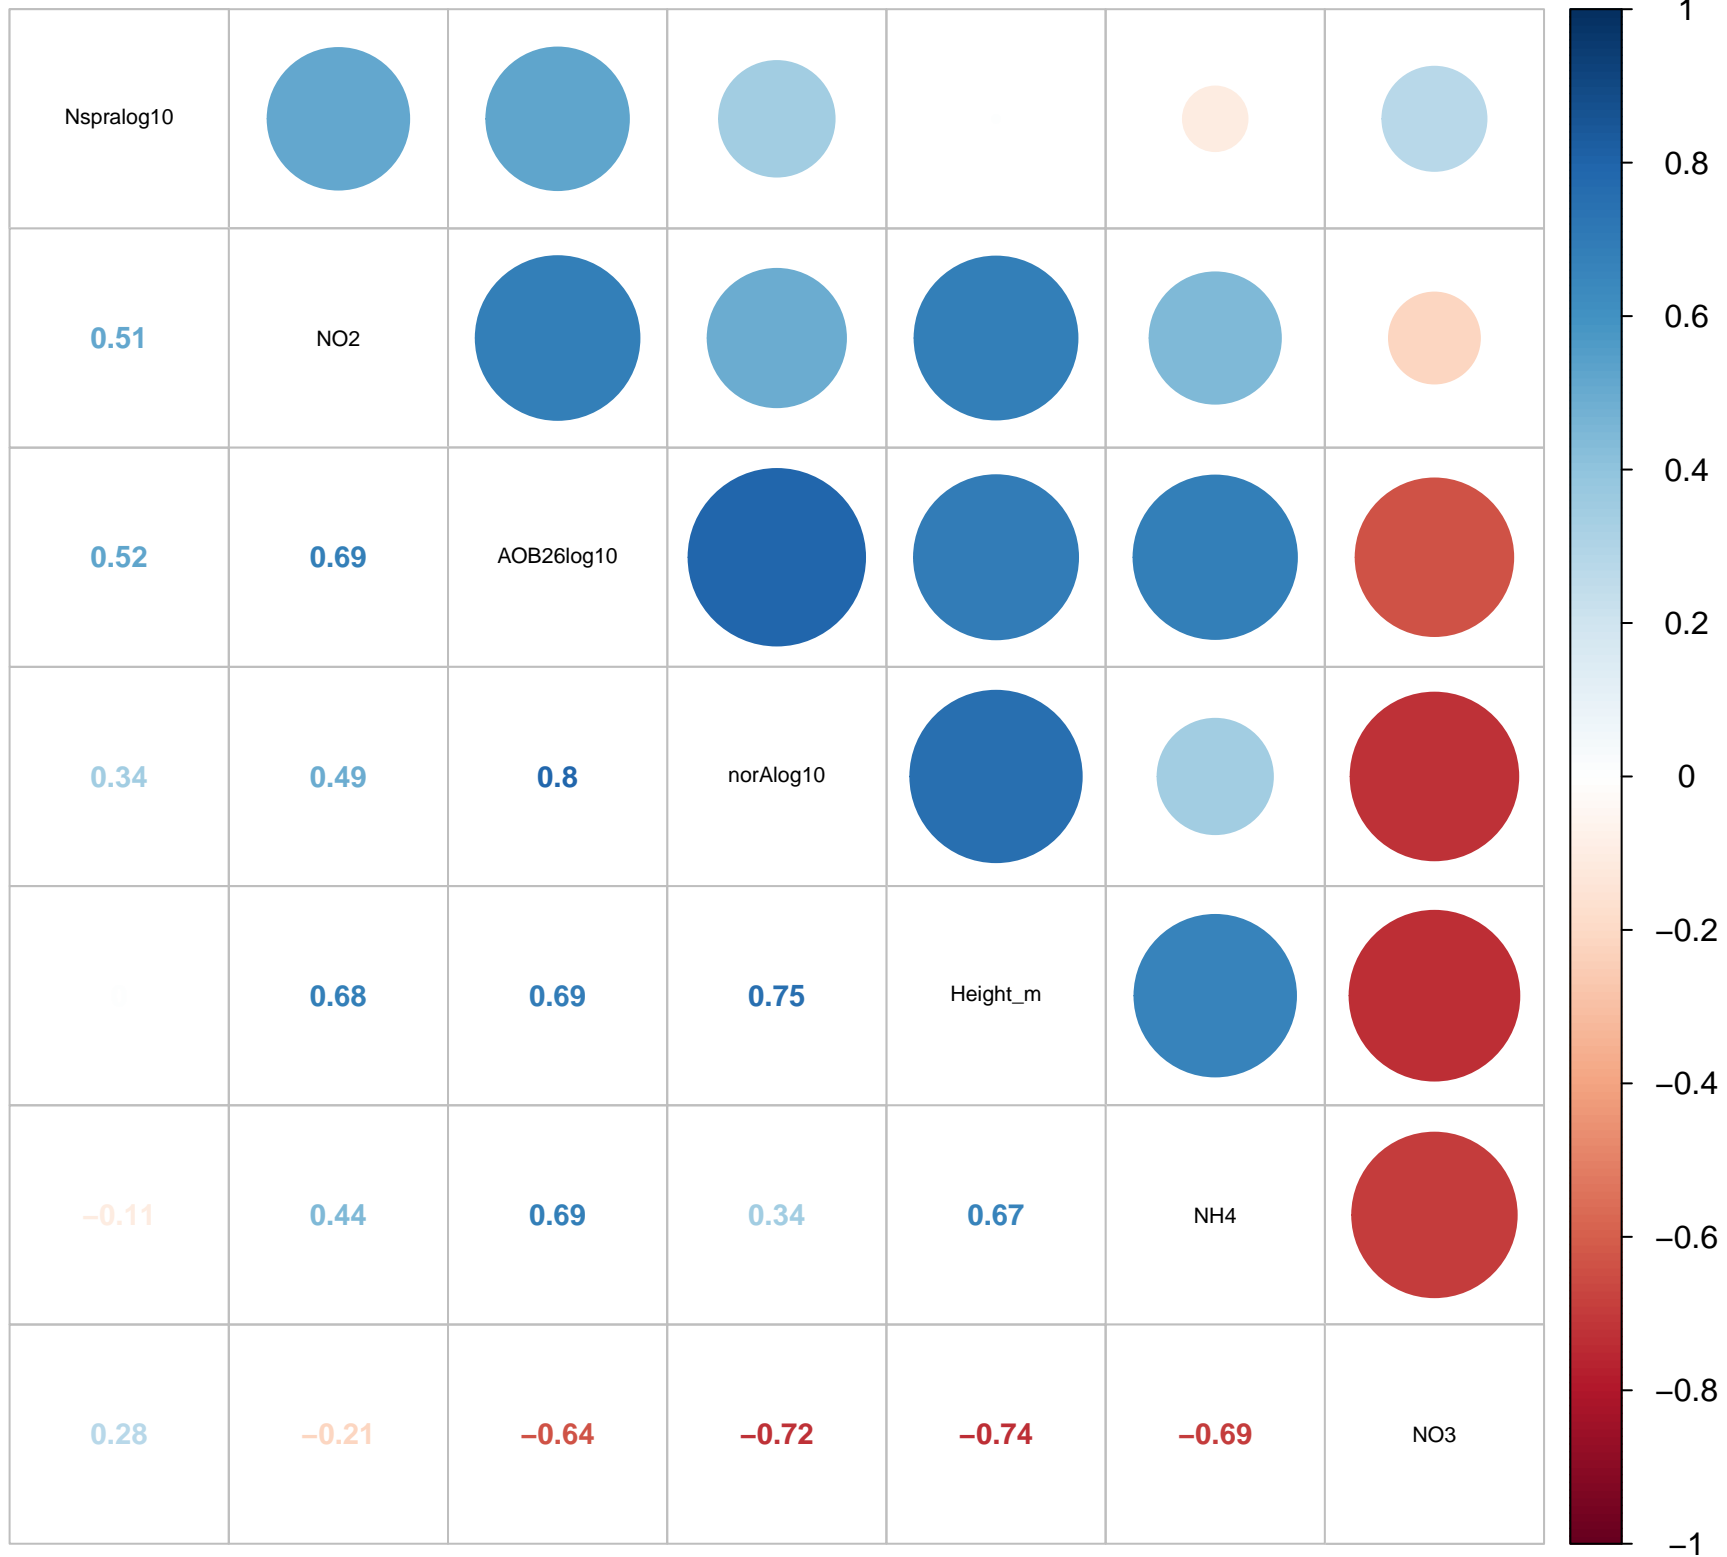 Nspralog10
0.51 NO2
0.52 0.69 AOB26log10
0.34 0.49 0.8 norAlog10
0.68 0.69 0.75 Height_m
−0.11 0.44 0.69 0.34 0.67 NH4
0.28 −0.21 −0.64 −0.72 −0.74 −0.69 NO3
1
0.8
0.6
0.4
0.2
0
−0.2
−0.4
−0.6
−0.8
−1